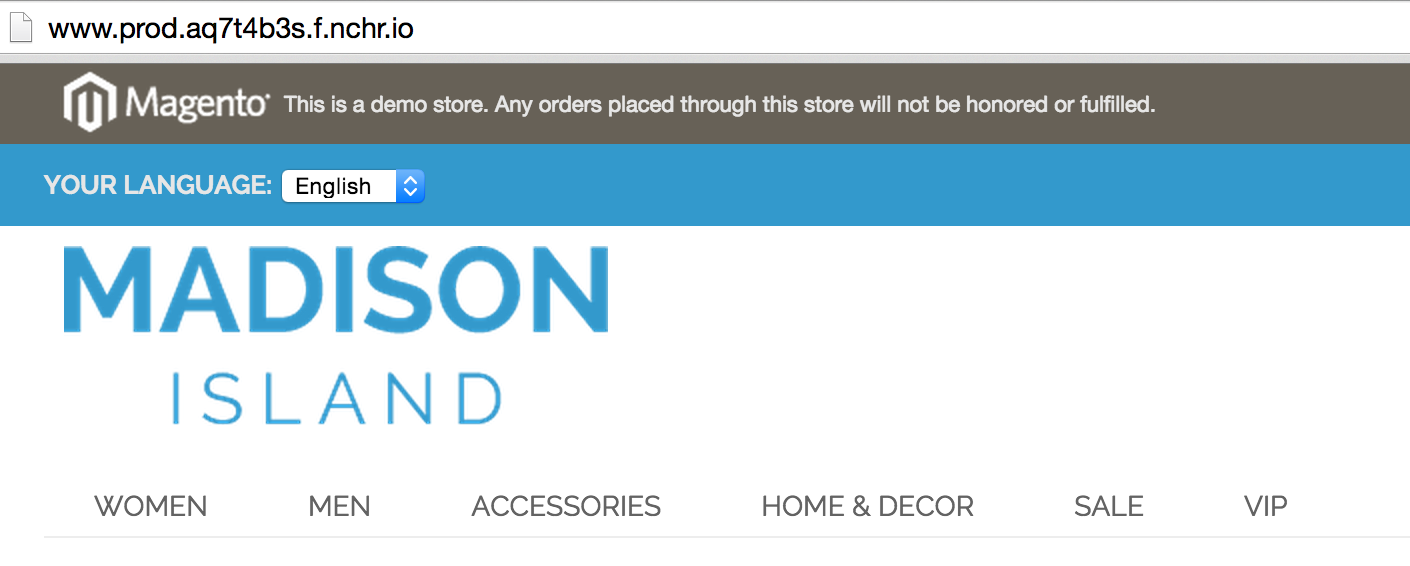 www.prod.aq7t4b3s.f.nchr.io
Magento This is a demo store. Any orders placed through this store will not be honored or fulfilled.
YOUR LANGUAGE: English
MADISON
ISLAND
WOMEN MEN ACCESSORIES HOME & DECOR SALE VIP